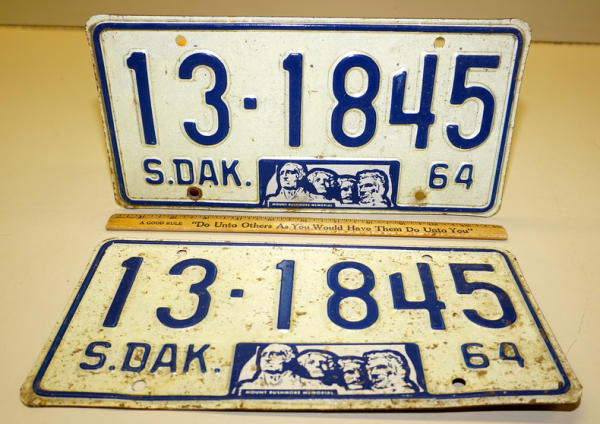 13·1845
S.DAK. 64
MOUNT RUSHMORE MEMORIAL
A GOOD RULE "Do Unto Others As You Would Have Them Do Unto You"
13·1845
S.DAK. 64
MOUNT RUSHMORE MEMORIAL